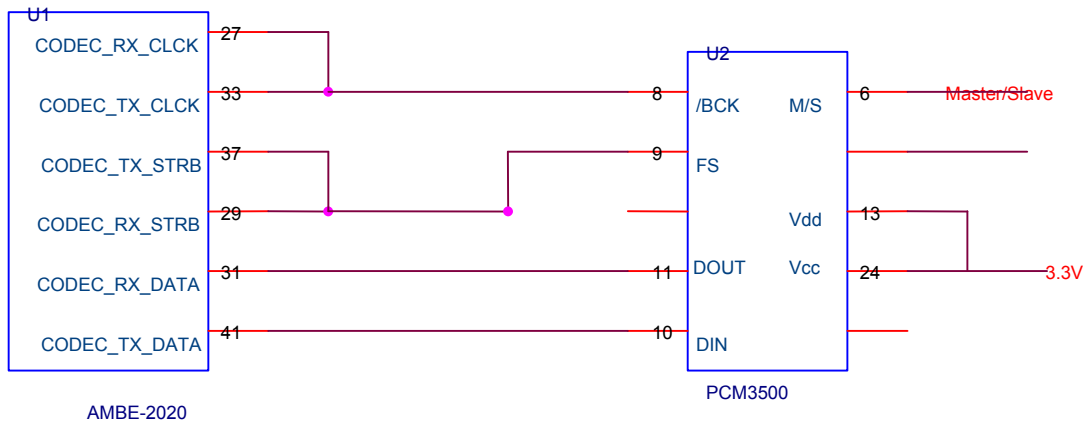 U1
CODEC_RX_CLCK
27
CODEC_TX_CLCK
33
CODEC_TX_STRB
37
CODEC_RX_STRB
29
CODEC_RX_DATA
31
CODEC_TX_DATA
41
AMBE-2020
U2
8
/BCK
M/S
6
Master/Slave
9
FS
Vdd
13
11
DOUT
Vcc
24
3.3V
10
DIN
PCM3500